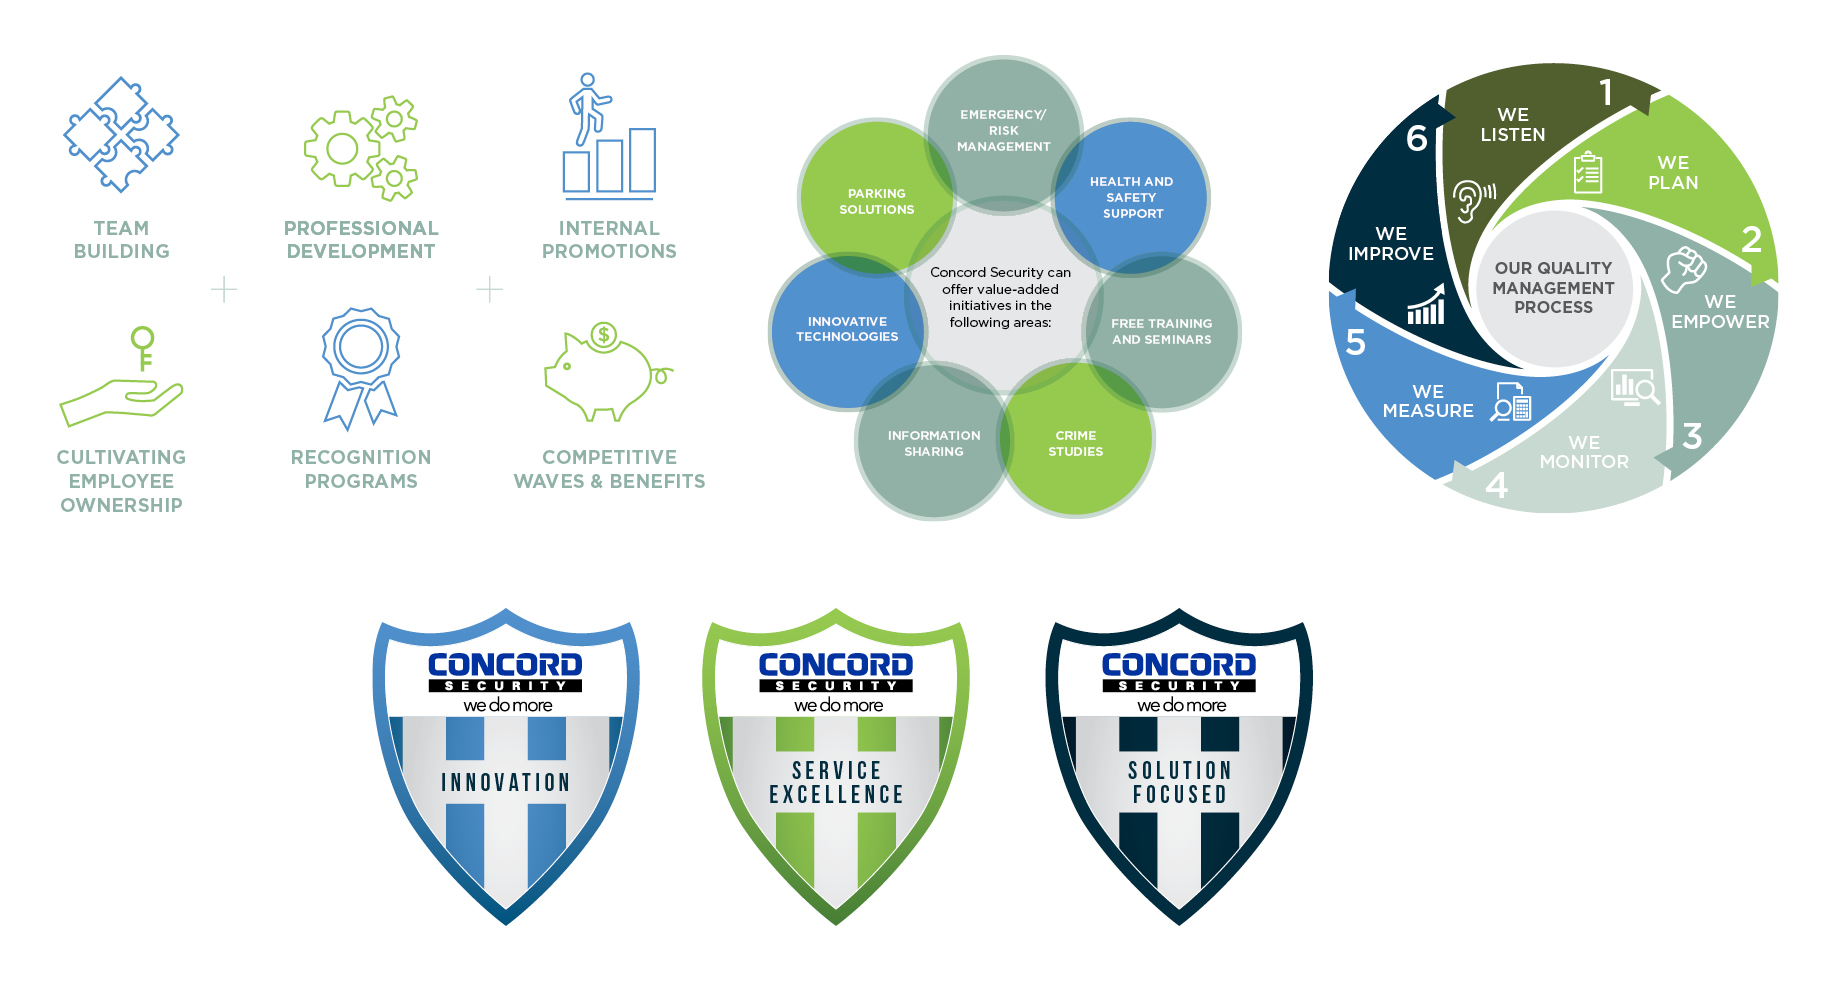 TEAM
BUILDING
PROFESSIONAL
DEVELOPMENT
INTERNAL
PROMOTIONS
CULTIVATING
EMPLOYEE
OWNERSHIP
RECOGNITION
PROGRAMS
$
COMPETITIVE
WAVES & BENEFITS
EMERGENCY/
RISK
MANAGEMENT
HEALTH AND
SAFETY
SUPPORT
FREE TRAINING
AND SEMINARS
CRIME
STUDIES
INFORMATION
SHARING
INNOVATIVE
TECHNOLOGIES
PARKING
SOLUTIONS
Concord Security can
offer value-added
initiatives in the
following areas:
1
WE
LISTEN
WE
PLAN
2
WE
EMPOWER
3
WE
MONITOR
4
WE
MEASURE
5
WE
IMPROVE
6
OUR QUALITY
MANAGEMENT
PROCESS
CONCORD
SECURITY
we do more
INNOVATION
CONCORD
SECURITY
we do more
SERVICE
EXCELLENCE
CONCORD
SECURITY
we do more
SOLUTION
FOCUSED